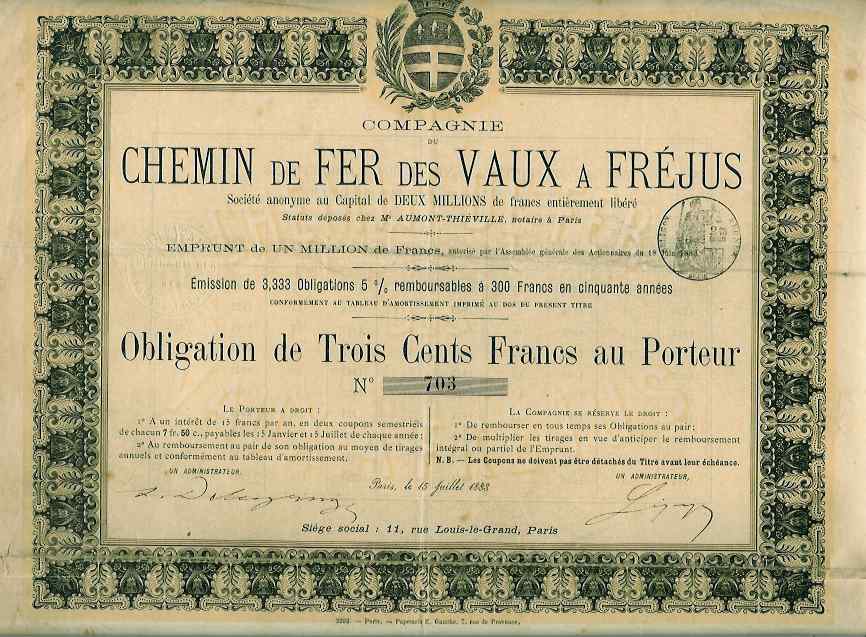 COMPAGNIE
DU
CHEMIN DE FER DES VAUX A FRÉJUS
Société anonyme au Capital de DEUX MILLIONS de francs entièrement libéré
Statuts déposés chez Mᵉ AUMONT-THIÉVILLE, notaire à Paris
EMPRUNT de UN MILLION de Francs, autorisé par l'Assemblée générale des Actionnaires du 18
Émission de 3,333 Obligations 5 % remboursables à 300 Francs en cinquante années
CONFORMÉMENT AU TABLEAU D'AMORTISSEMENT IMPRIMÉ AU DOS DU PRÉSENT TITRE
Obligation de Trois Cents Francs au Porteur
N° 703
LE PORTEUR A DROIT :
1° A un intérêt de 15 francs par an, en deux coupons semestriels
de chacun 7 fr. 50 c., payables les 15 Janvier et 15 Juillet de chaque année ;
2° Au remboursement au pair de son obligation au moyen de tirages
annuels et conformément au tableau d'amortissement.
UN ADMINISTRATEUR,
LA COMPAGNIE SE RÉSERVE LE DROIT :
1° De rembourser en tous temps ses Obligations au pair ;
2° De multiplier les tirages en vue d'anticiper le remboursement
intégral ou partiel de l'Emprunt.
N. B. — Les Coupons ne doivent pas être détachés du Titre avant leur échéance.
UN ADMINISTRATEUR,
Paris, le 15 Juillet 1883
Siège social : 11, rue Louis-le-Grand, Paris
Paris. — Papeterie E. Gauche, 7, rue de Provence.